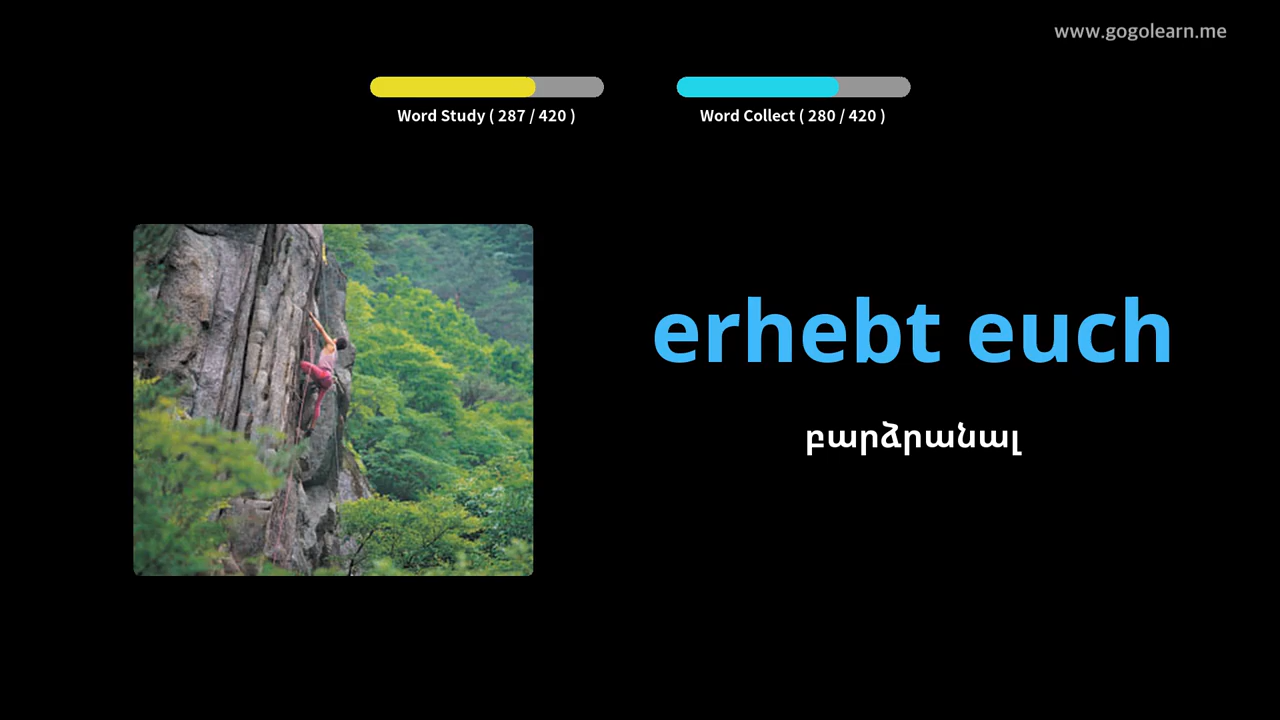 www.gogolearn.me
Word Study ( 287 / 420 )
Word Collect ( 280 / 420 )
erhebt euch
բարձրանալ